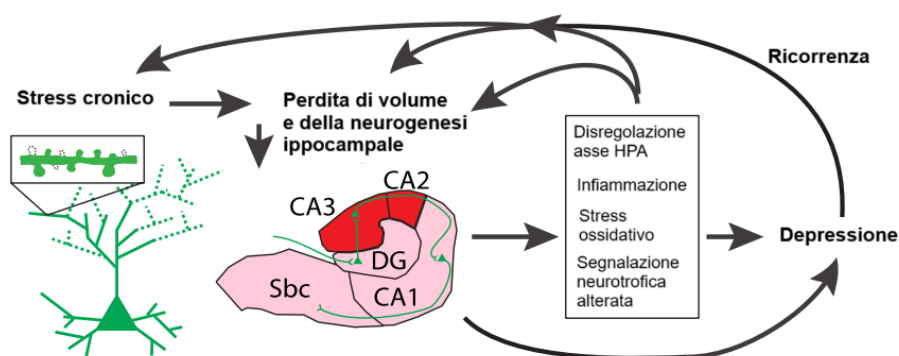 Ricorrenza
Stress cronico
Perdita di volume
e della neurogenesi
ippocampale
Disregolazione
asse HPA
Infiammazione
Stress
ossidativo
Segnalazione
neurotrofica
alterata
Depressione
CA2
CA3
DG
Sbc
CA1